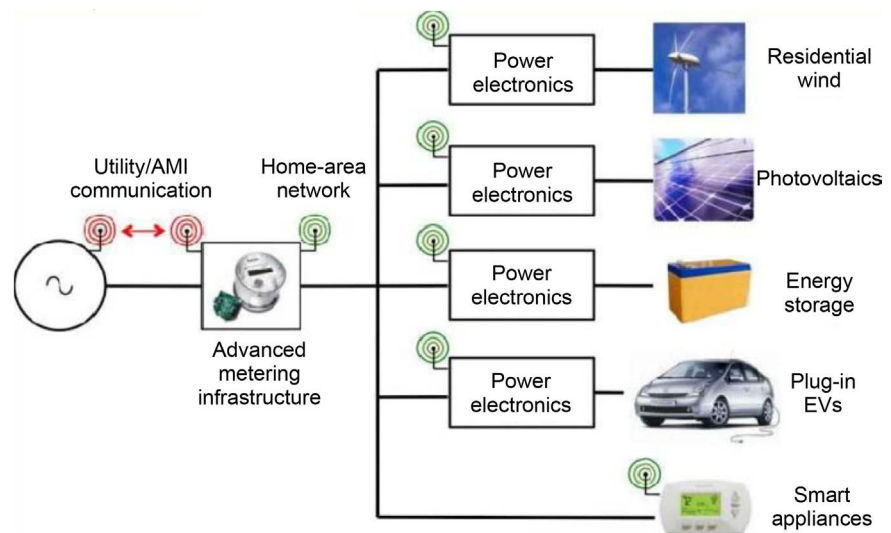 Power
electronics
Residential
wind
Utility/AMI
communication
Home-area
network
Power
electronics
Photovoltaics
Advanced
metering
infrastructure
Power
electronics
Energy
storage
Power
electronics
Plug-in
EVs
Smart
appliances